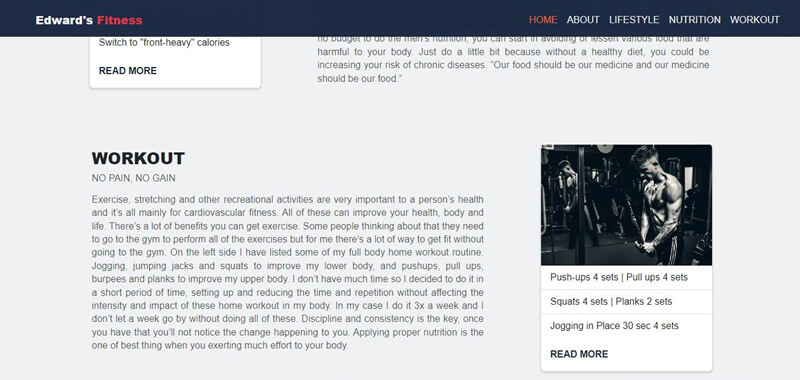 Edward's Fitness
HOME ABOUT LIFESTYLE NUTRITION WORKOUT
Switch to "front-heavy" calories
READ MORE
no budget to do the men's nutrition, you can start in avoiding or lessen various food that are
harmful to your body. Just do a little bit because without a healthy diet, you could be
increasing your risk of chronic diseases. “Our food should be our medicine and our medicine
should be our food.”
WORKOUT
NO PAIN, NO GAIN
Exercise, stretching and other recreational activities are very important to a person’s health
and it’s all mainly for cardiovascular fitness. All of these can improve your health, body and
life. There’s a lot of benefits you can get exercise. Some people thinking about that they need
to go to the gym to perform all of the exercises but for me there’s a lot of way to get fit without
going to the gym. On the left side I have listed some of my full body home workout routine.
Jogging, jumping jacks and squats to improve my lower body, and pushups, pull ups,
burpees and planks to improve my upper body. I don’t have much time so I decided to do it in
a short period of time, setting up and reducing the time and repetition without affecting the
intensity and impact of these home workout in my body. In my case I do it 3x a week and I
don’t let a week go by without doing all of these. Discipline and consistency is the key, once
you have that you’ll not notice the change happening to you. Applying proper nutrition is the
one of best thing when you exerting much effort to your body.
Push-ups 4 sets | Pull ups 4 sets
Squats 4 sets | Planks 2 sets
Jogging in Place 30 sec 4 sets
READ MORE